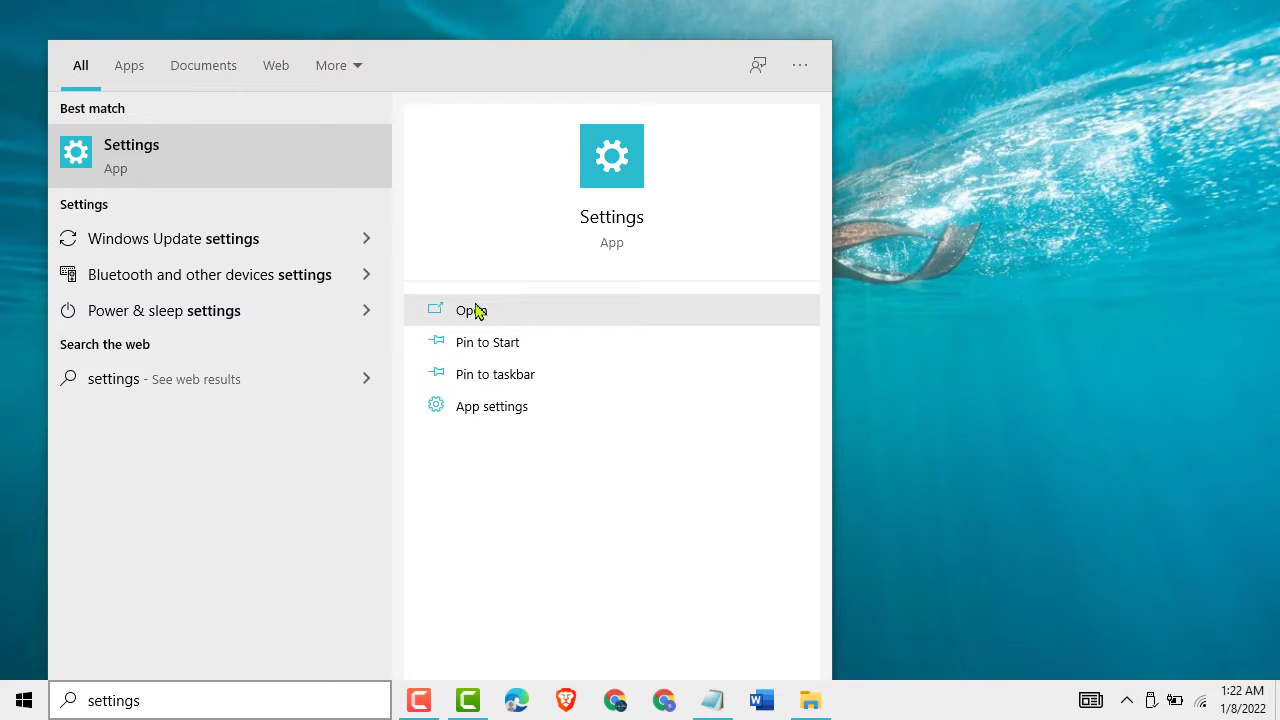 All Apps Documents Web More
Best match
Settings
App
Settings
Windows Update settings
Bluetooth and other devices settings
Power & sleep settings
Search the web
settings - See web results
Settings
App
Open
Pin to Start
Pin to taskbar
App settings
settings
1:22 AM
1/8/2022